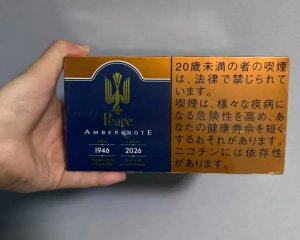 Peace
AMBER NOTE
1946
2026
20歳未満の者の喫煙
は、法律で禁じられて
います。
喫煙は、様々な疾病に
なる危険性を高め、あ
なたの健康寿命を短く
するおそれがあります。
ニコチンには依存性
があります。